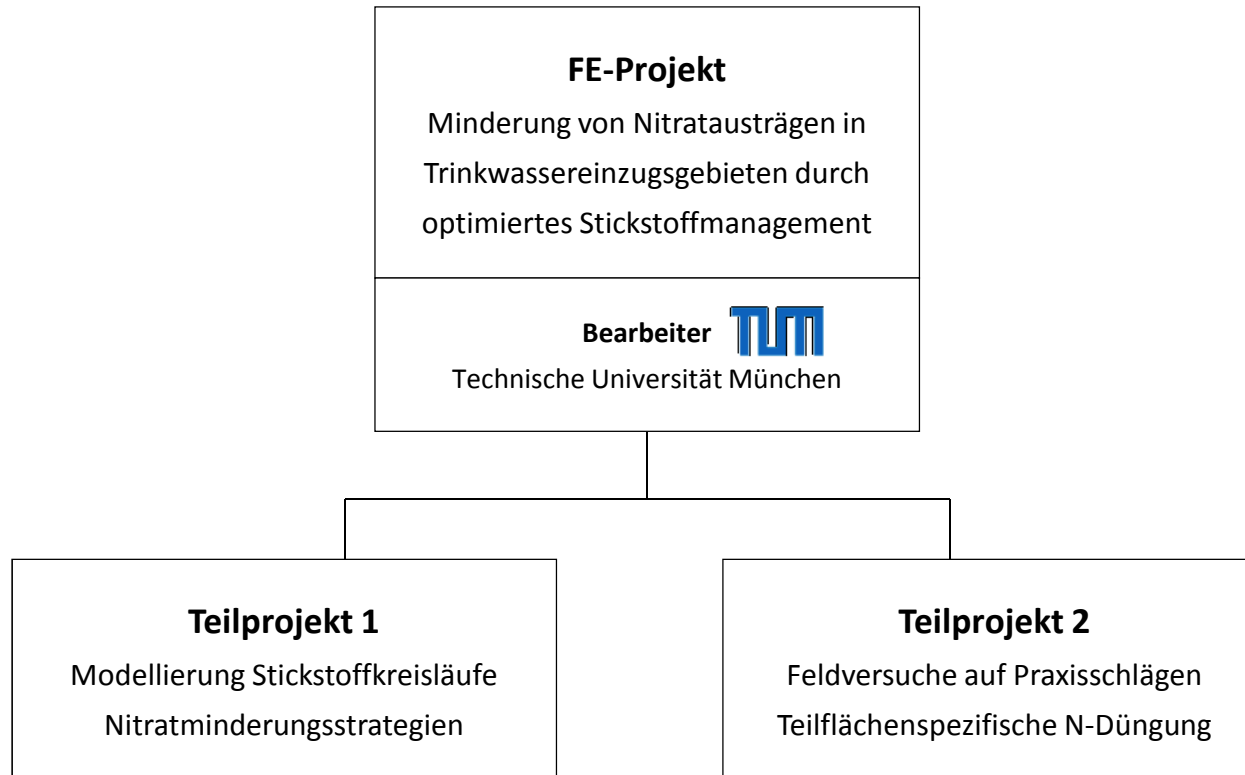 FE-Projekt
Minderung von Nitratausträgen in
Trinkwassereinzugsgebieten durch
optimiertes Stickstoffmanagement
Bearbeiter TUM
Technische Universität München
Teilprojekt 1
Modellierung Stickstoffkreisläufe
Nitratminderungsstrategien
Teilprojekt 2
Feldversuche auf Praxisschlägen
Teilflächenspezifische N-Düngung